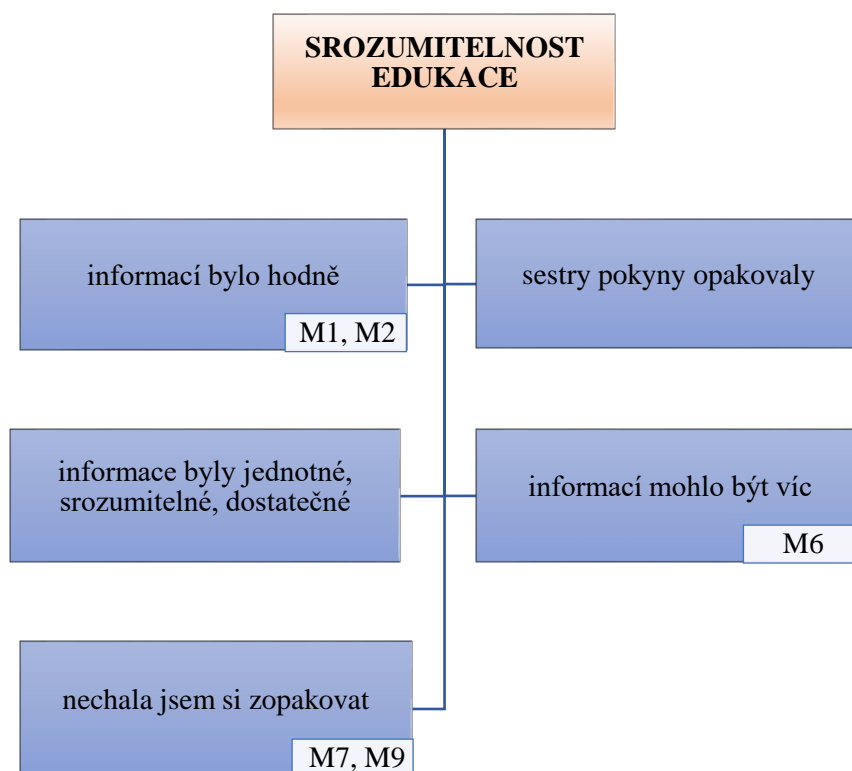 SROZUMITELNOST
EDUKACE
informací bylo hodně
M1, M2
sestry pokyny opakovaly
informace byly jednotné,
srozumitelné, dostatečné
informací mohlo být víc
M6
nechala jsem si zopakovat
M7, M9